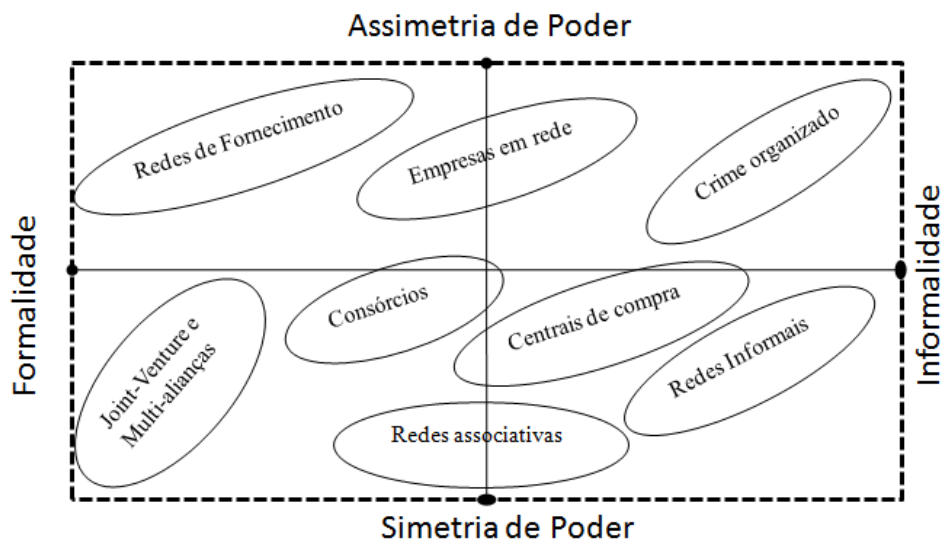 Assimetria de Poder
Redes de Fornecimento
Empresas em rede
Crime organizado
Formalidade
Informalidade
Consórcios
Centrais de compra
Joint-Venture e
Multi-alianças
Redes Informais
Redes associativas
Simetria de Poder